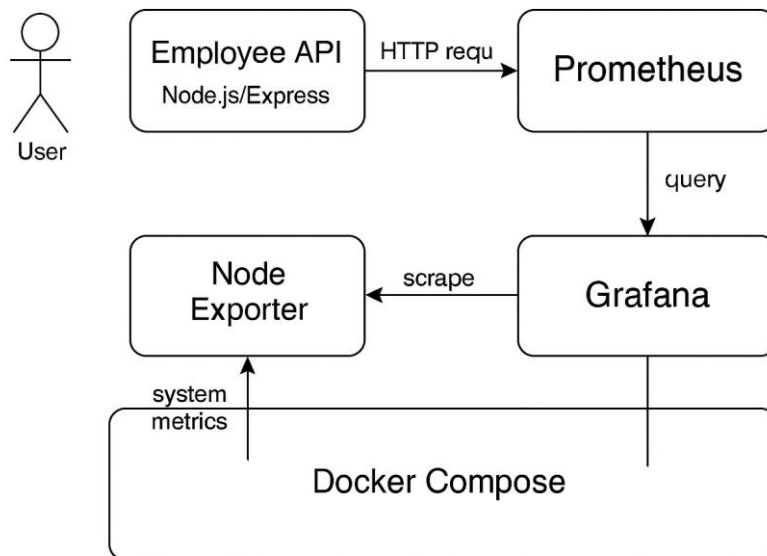 Employee API
Node.js/Express
HTTP requ
Prometheus
User
query
Node
Exporter
scrape
Grafana
system
metrics
Docker Compose